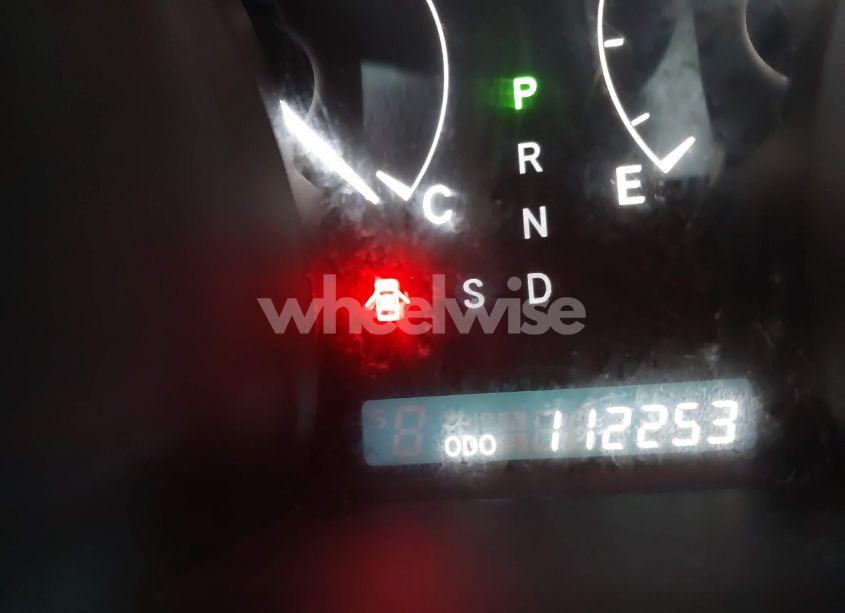 P
R
C E
N
S D
wheelwise
ODO 112253